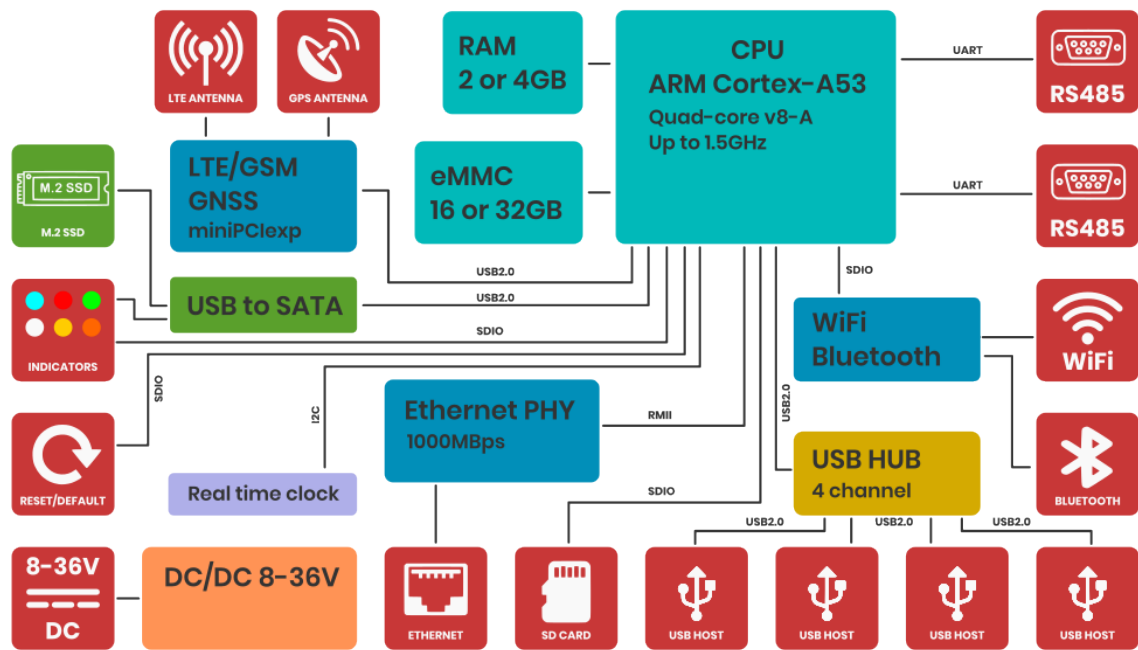 LTE ANTENNA
GPS ANTENNA
RAM
2 or 4GB
CPU
ARM Cortex-A53
Quad-core v8-A
Up to 1.5GHz
UART
RS485
M.2 SSD
M.2 SSD
LTE/GSM
GNSS
miniPCIexp
eMMC
16 or 32GB
UART
RS485
USB2.0
SDIO
USB to SATA
USB2.0
INDICATORS
SDIO
WiFi
Bluetooth
WiFi
SDIO
I2C
USB2.0
RESET/DEFAULT
Ethernet PHY
1000MBps
RMII
Real time clock
USB HUB
4 channel
BLUETOOTH
SDIO
USB2.0
USB2.0
USB2.0
8-36V
DC
DC/DC 8-36V
ETHERNET
SD CARD
USB HOST
USB HOST
USB HOST
USB HOST